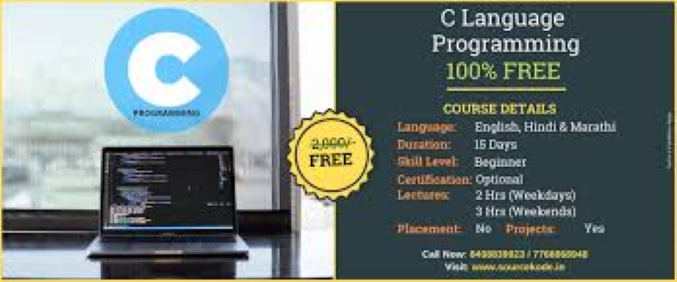 C
PROGRAMMING
2,000/-
FREE
C Language
Programming
100% FREE
COURSE DETAILS
Language: English, Hindi & Marathi
Duration: 15 Days
Skill Level: Beginner
Certification: Optional
Lectures: 2 Hrs (Weekdays)
3 Hrs (Weekends)
Placement: No Projects: Yes
Call Now: /
Visit: www.sourcekode.in